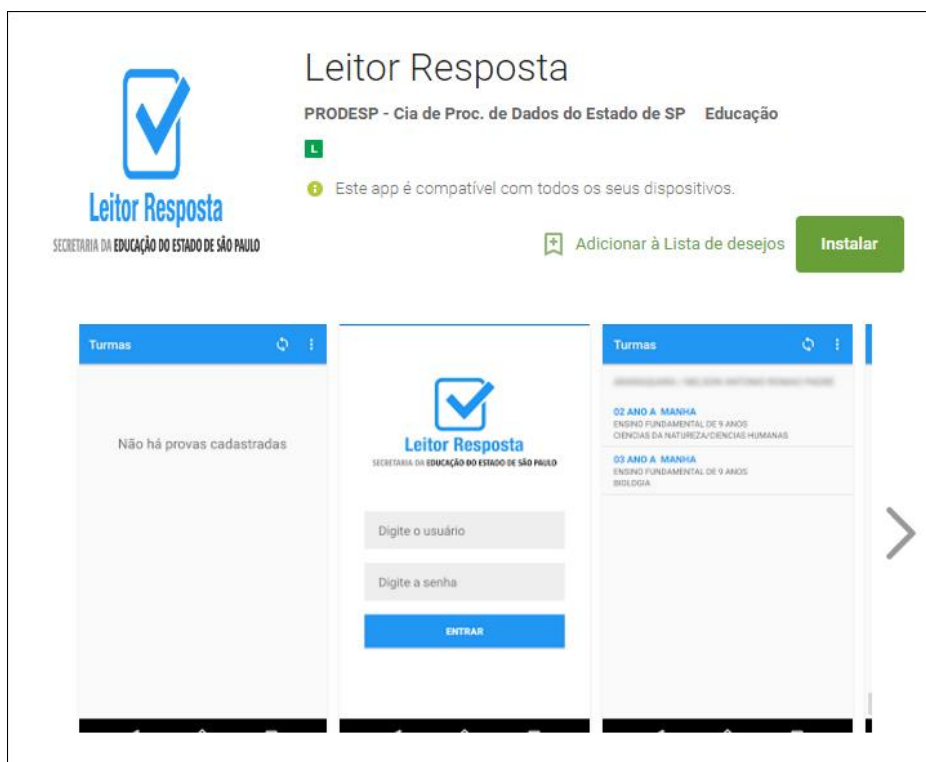 Leitor Resposta
PRODESP - Cia de Proc. de Dados do Estado de SP Educação
L
Este app é compatível com todos os seus dispositivos.
Leitor Resposta
SECRETARIA DA EDUCAÇÃO DO ESTADO DE SÃO PAULO
Adicionar à Lista de desejos
Instalar
Turmas
Não há provas cadastradas
Leitor Resposta
SECRETARIA DA EDUCAÇÃO DO ESTADO DE SÃO PAULO
Digite o usuário
Digite a senha
ENTRAR
Turmas
02 ANO A MANHA
ENSINO FUNDAMENTAL DE 9 ANOS
CIENCIAS DA NATUREZA/CIENCIAS HUMANAS
03 ANO A MANHA
ENSINO FUNDAMENTAL DE 9 ANOS
BIOLOGIA